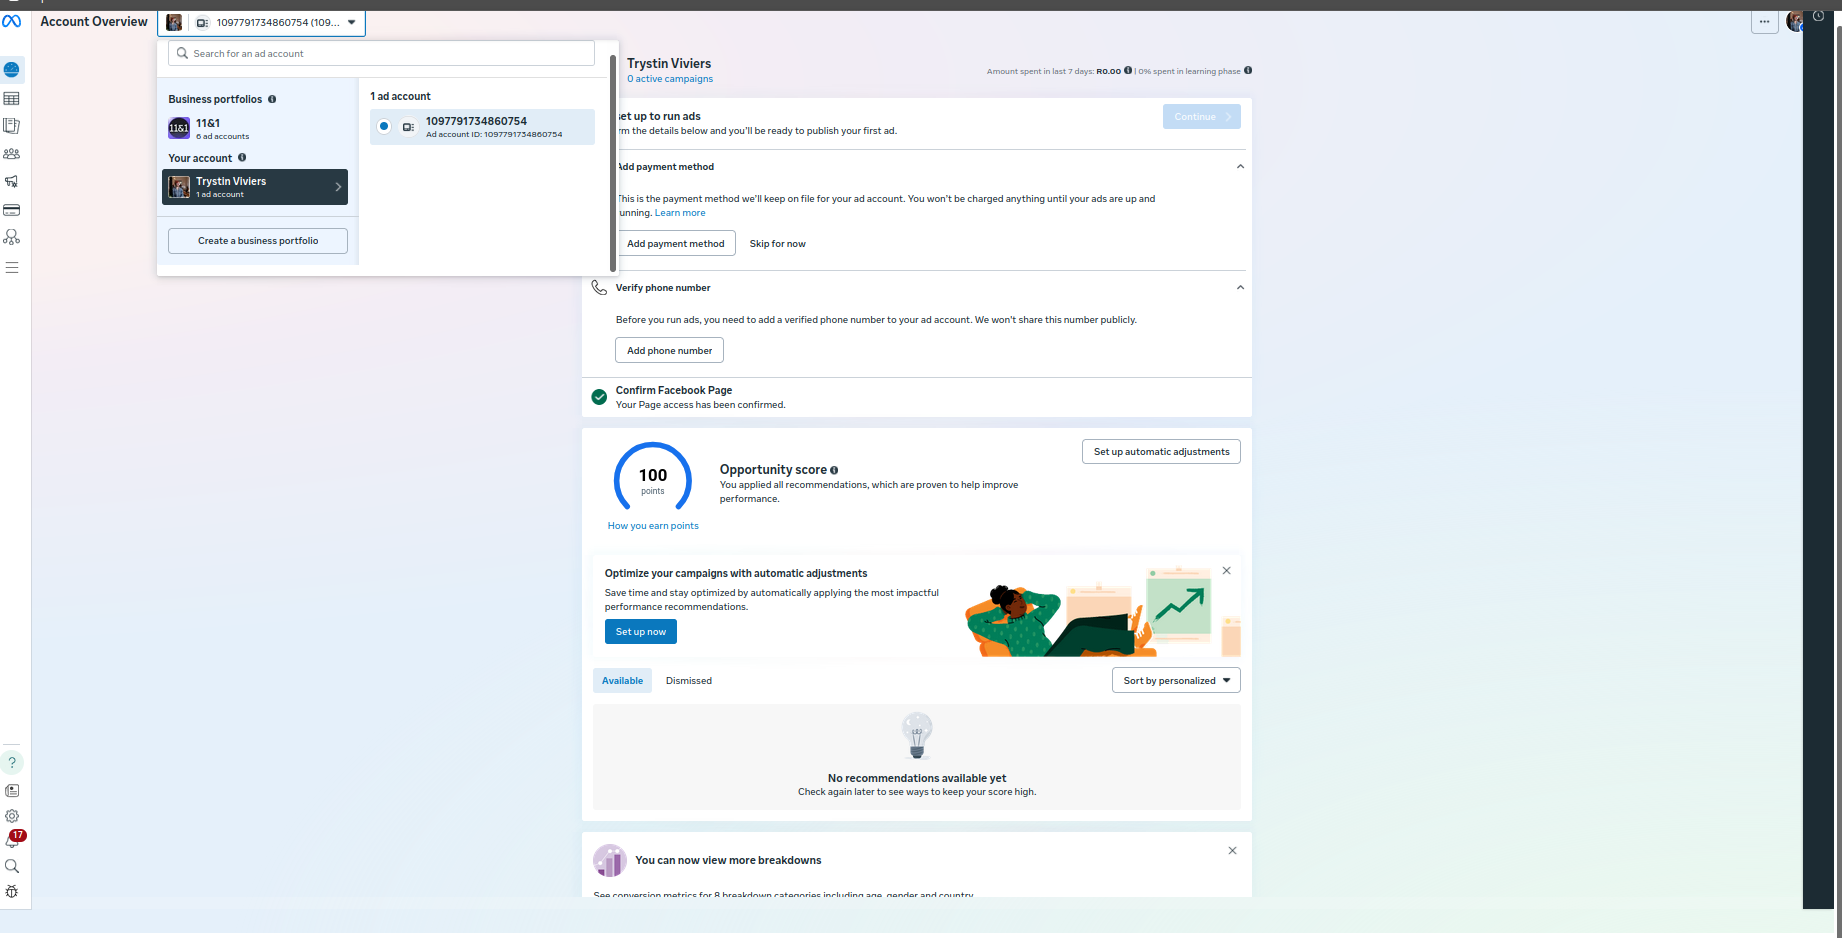 Account Overview
1097791734860754 (109...
Search for an ad account
Business portfolios
11&1
11&1
6 ad accounts
Your account
Trystin Viviers
1 ad account
Create a business portfolio
1 ad account
1097791734860754
Ad account ID: 1097791734860754
Trystin Viviers
0 active campaigns
Amount spent in last 7 days: R0.00 | 0% spent in learning phase
set up to run ads
rm the details below and you'll be ready to publish your first ad.
Continue
Add payment method
This is the payment method we'll keep on file for your ad account. You won't be charged anything until your ads are up and
unning. Learn more
Add payment method
Skip for now
Verify phone number
Before you run ads, you need to add a verified phone number to your ad account. We won't share this number publicly.
Add phone number
Confirm Facebook Page
Your Page access has been confirmed.
100
points
How you earn points
Opportunity score
You applied all recommendations, which are proven to help improve
performance.
Set up automatic adjustments
Optimize your campaigns with automatic adjustments
Save time and stay optimized by automatically applying the most impactful
performance recommendations.
Set up now
Available
Dismissed
Sort by personalized
No recommendations available yet
Check again later to see ways to keep your score high.
17
You can now view more breakdowns
See conversion metrics for 8 breakdown categories including age, gender and country